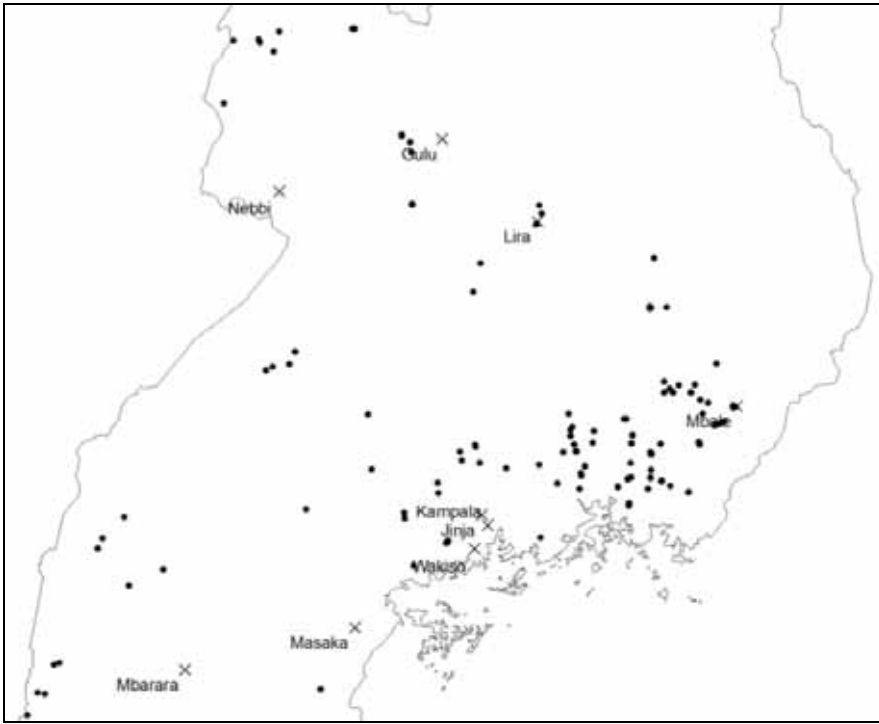 Gulu
Nebbi
Lira
Mbale
Kampala
Jinja
Wakiso
Masaka
Mbarara